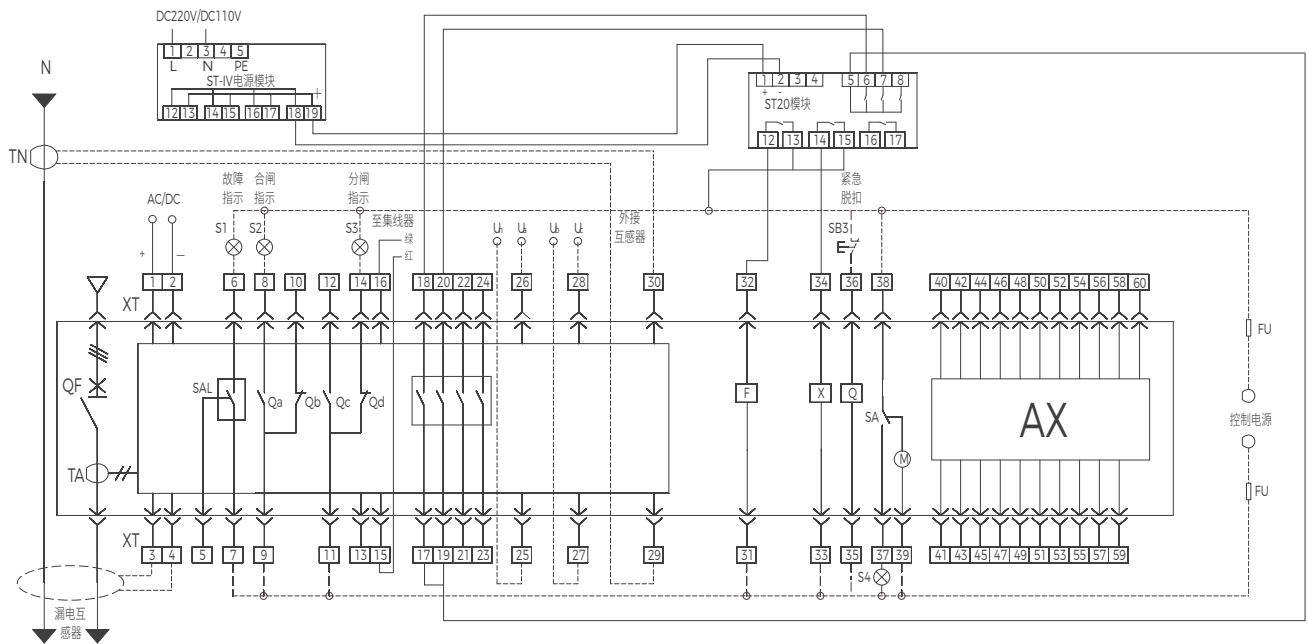 DC220V/DC110V
1 2 3 4 5
L N PE
ST-IV电源模块
+
12 13 14 15 16 17 18 19
1 2 3 4 5 6 7 8
+ -
ST20模块
12 13 14 15 16 17
N
TN
AC/DC
+ −
故障
指示
合闸
指示
分闸
指示
至集线器
绿
红
S1 S2 S3
外接
互感器
紧急
脱扣
SB3
XT
1 2 6 8 10 12 14 16 18 20 22 24 26 28 30 32 34 36 38 40 42 44 46 48 50 52 54 56 58 60
QF
SAL
Qa Qb Qc Qd
F X Q
SA
M
AX
TA
FU
控制电源
FU
XT
3 4 5 7 9 11 13 15 17 19 21 23 25 27 29 31 33 35 37 39 41 43 45 47 49 51 53 55 57 59
S4
漏电互
感器